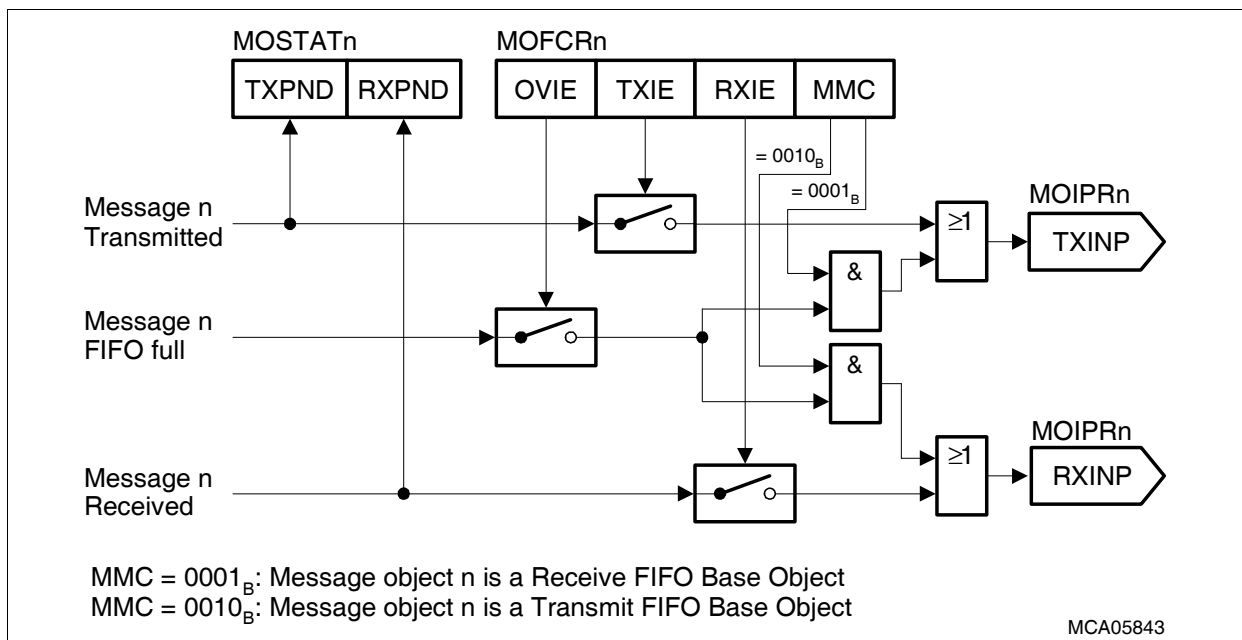 MOSTATn
MOFCRn
TXPND RXPND
OVIE TXIE RXIE MMC
= 0010B
= 0001B
Message n
Transmitted
≥1
MOIPRn
TXINP
&
Message n
FIFO full
&
MOIPRn
≥1
RXINP
Message n
Received
MMC = 0001B: Message object n is a Receive FIFO Base Object
MMC = 0010B: Message object n is a Transmit FIFO Base Object
MCA05843